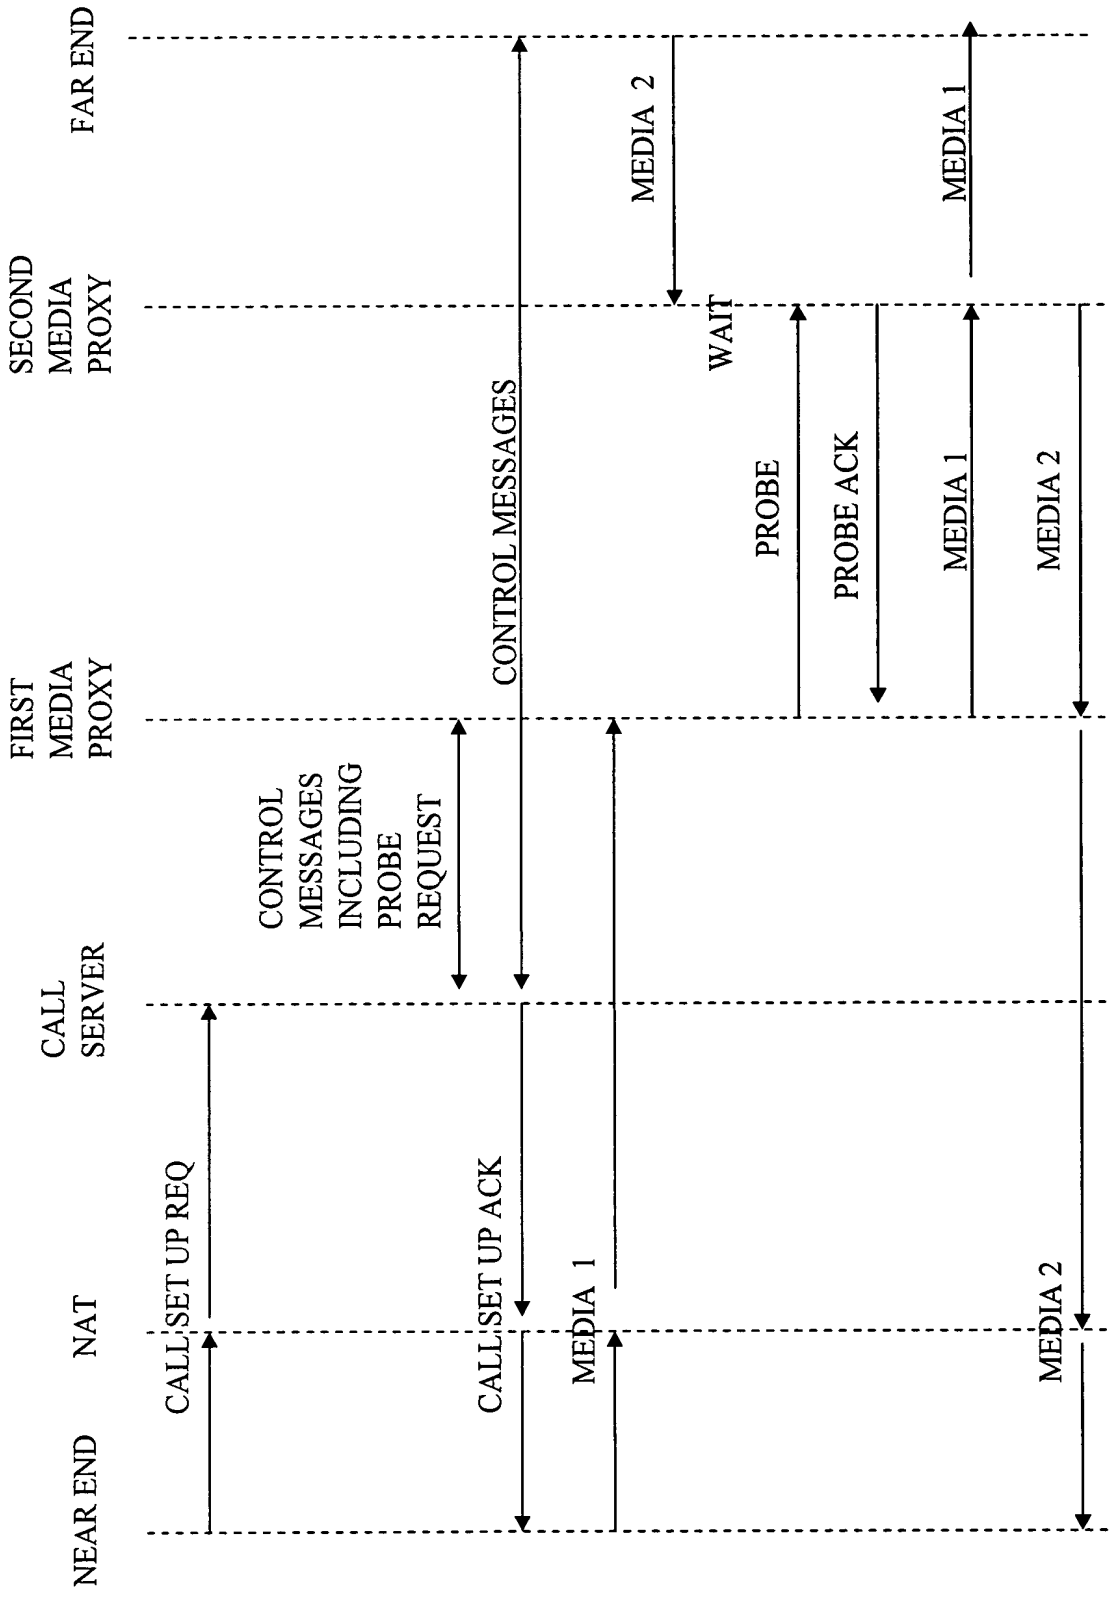 NEAR END
NAT
CALL
SERVER
FIRST
MEDIA
PROXY
SECOND
MEDIA
PROXY
FAR END
CALL SET UP REQ
CONTROL
MESSAGES
INCLUDING
PROBE
REQUEST
CALL SET UP ACK
CONTROL MESSAGES
MEDIA 1
MEDIA 2
WAIT
PROBE
PROBE ACK
MEDIA 1
MEDIA 1
MEDIA 2
MEDIA 2